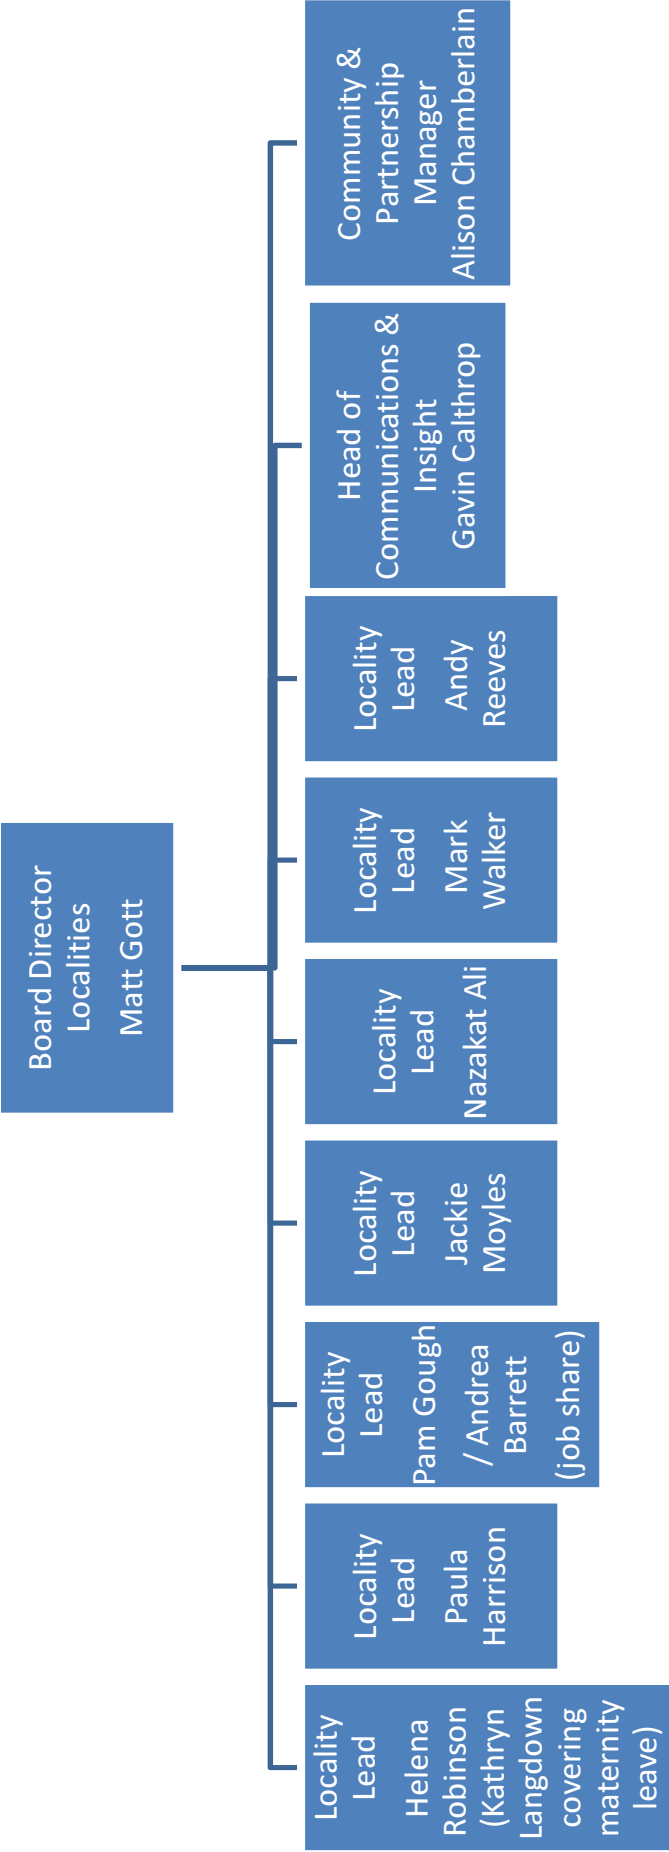 Board Director
Localities
Matt Gott
Locality
Lead
Helena
Robinson
(Kathryn
Langdown
covering
maternity
leave)
Locality
Lead
Paula
Harrison
Locality
Lead
Pam Gough
/ Andrea
Barrett
(job share)
Locality
Lead
Jackie
Moyles
Locality
Lead
Nazakat Ali
Locality
Lead
Mark
Walker
Locality
Lead
Andy
Reeves
Head of
Communications &
Insight
Gavin Calthrop
Community &
Partnership
Manager
Alison Chamberlain